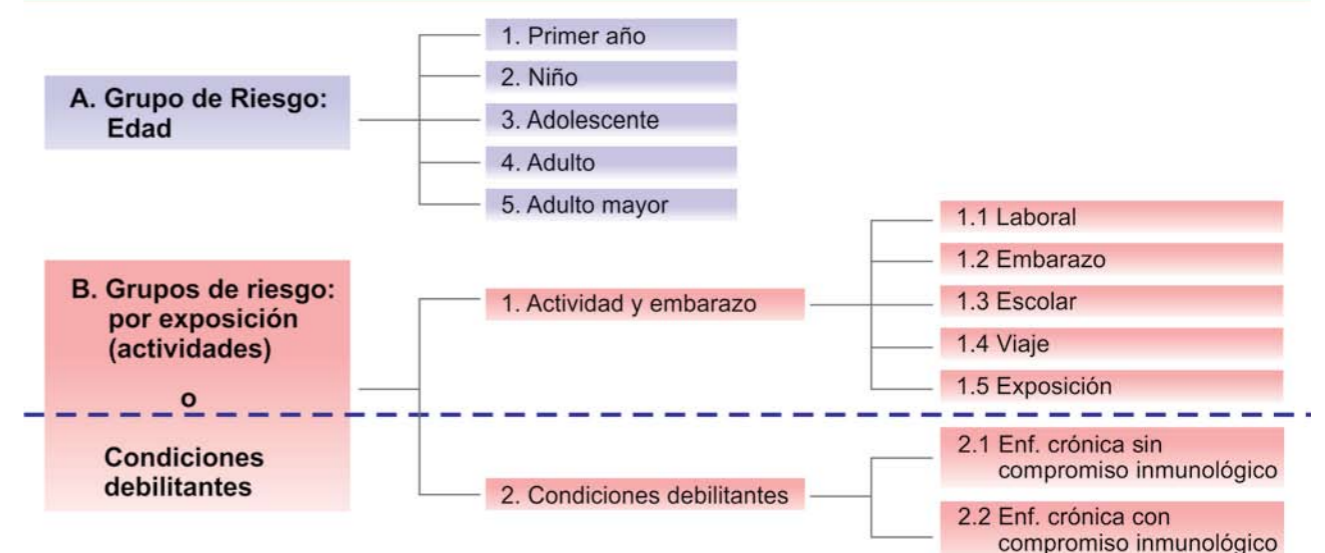 A. Grupo de Riesgo:
Edad
1. Primer año
2. Niño
3. Adolescente
4. Adulto
5. Adulto mayor
B. Grupos de riesgo:
por exposición
(actividades)
o
Condiciones
debilitantes
1. Actividad y embarazo
1.1 Laboral
1.2 Embarazo
1.3 Escolar
1.4 Viaje
1.5 Exposición
2. Condiciones debilitantes
2.1 Enf. crónica sin
compromiso inmunológico
2.2 Enf. crónica con
compromiso inmunológico